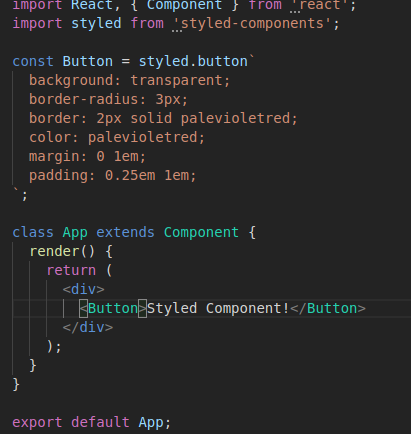 import React, { Component } from 'react';
import styled from 'styled-components';

const Button = styled.button`
  background: transparent;
  border-radius: 3px;
  border: 2px solid palevioletred;
  color: palevioletred;
  margin: 0 1em;
  padding: 0.25em 1em;
`;

class App extends Component {
  render() {
    return (
      <div>
        <Button>Styled Component!</Button>
      </div>
    );
  }
}

export default App;